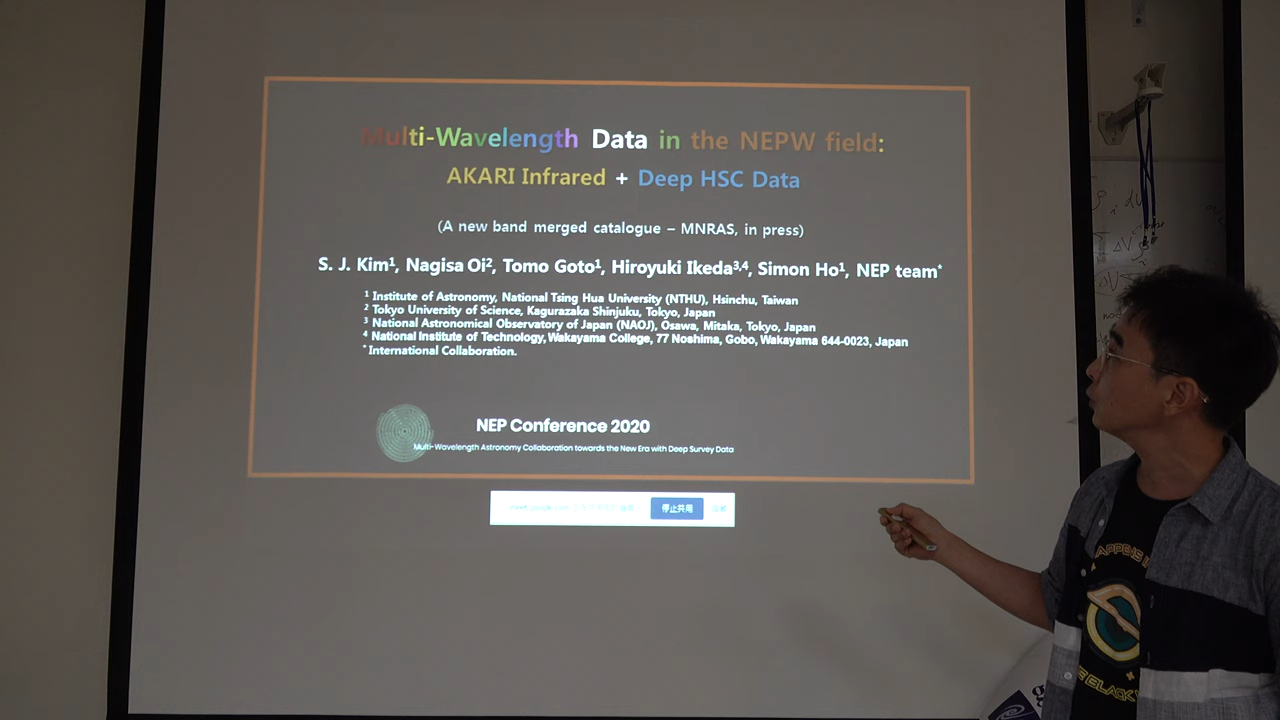 Multi-Wavelength Data in the NEPW field:
AKARI Infrared + Deep HSC Data
(A new band merged catalogue – MNRAS, in press)
S. J. Kim¹, Nagisa Oi², Tomo Goto¹, Hiroyuki Ikeda³,⁴, Simon Ho¹, NEP team*
¹ Institute of Astronomy, National Tsing Hua University (NTHU), Hsinchu, Taiwan
² Tokyo University of Science, Kagurazaka Shinjuku, Tokyo, Japan
³ National Astronomical Observatory of Japan (NAOJ), Osawa, Mitaka, Tokyo, Japan
⁴ National Institute of Technology, Wakayama College, 77 Noshima, Gobo, Wakayama 644-0023, Japan
* International Collaboration.
NEP Conference 2020
Multi-Wavelength Astronomy Collaboration towards the New Era with Deep Survey Data
停止共用
APPENS I
E BLACK